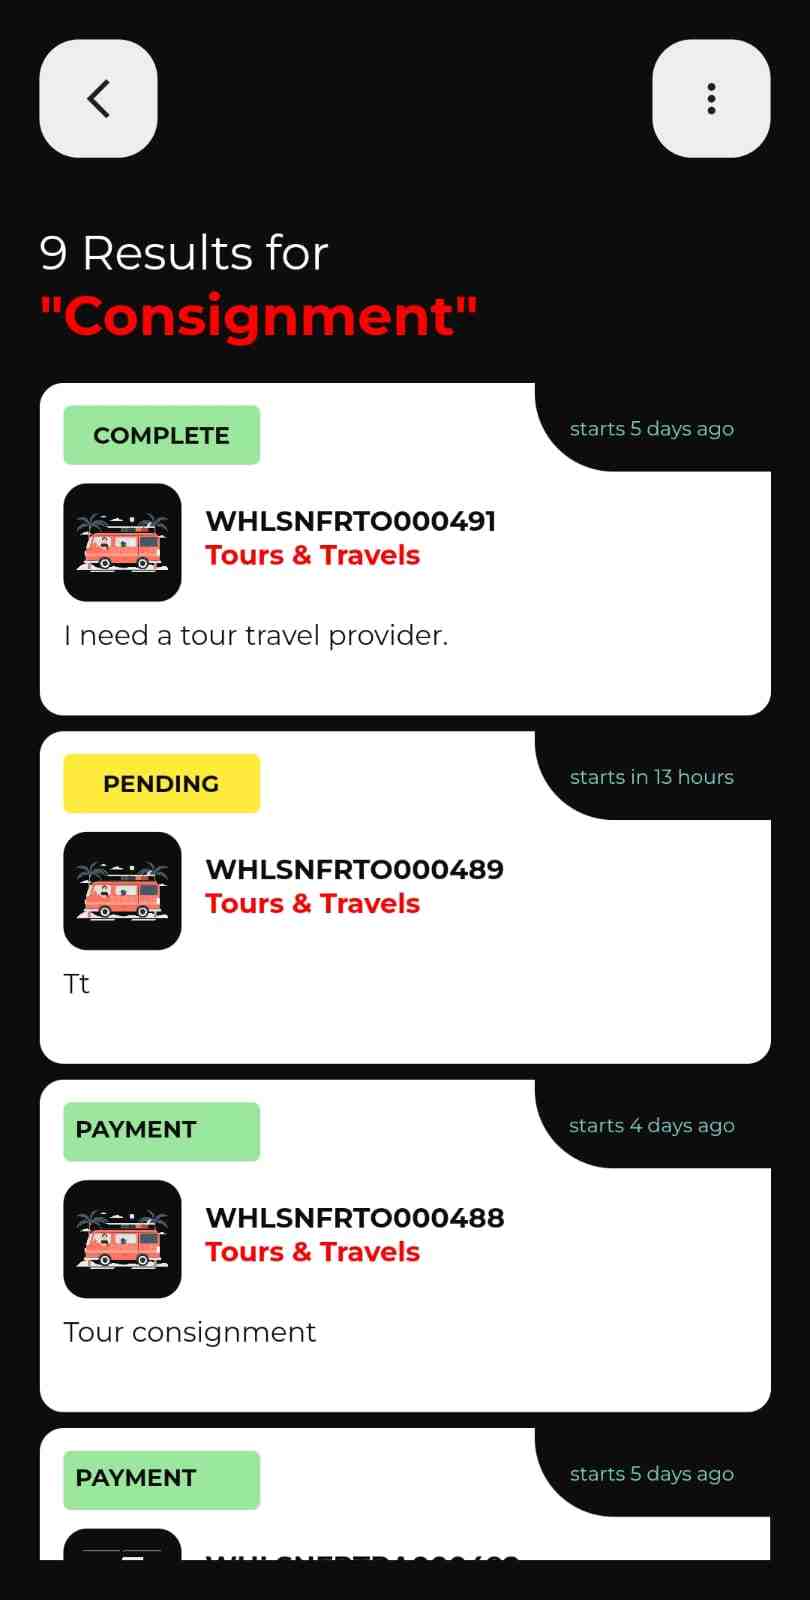 9 Results for
"Consignment"
COMPLETE
starts 5 days ago
WHLSNFRTO000491
Tours & Travels
I need a tour travel provider.
PENDING
starts in 13 hours
WHLSNFRTO000489
Tours & Travels
Tt
PAYMENT
starts 4 days ago
WHLSNFRTO000488
Tours & Travels
Tour consignment
PAYMENT
starts 5 days ago